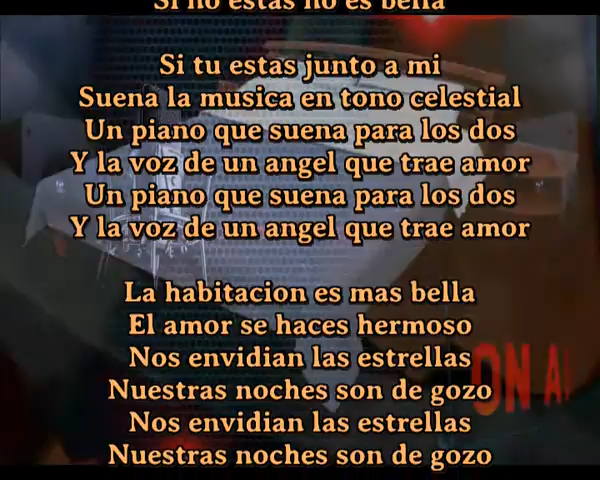 Si no estas no es bella
Si tu estas junto a mi
Suena la musica en tono celestial
Un piano que suena para los dos
Y la voz de un angel que trae amor
Un piano que suena para los dos
Y la voz de un angel que trae amor
La habitacion es mas bella
El amor se haces hermoso
Nos envidian las estrellas
Nuestras noches son de gozo
Nos envidian las estrellas
Nuestras noches son de gozo
ON